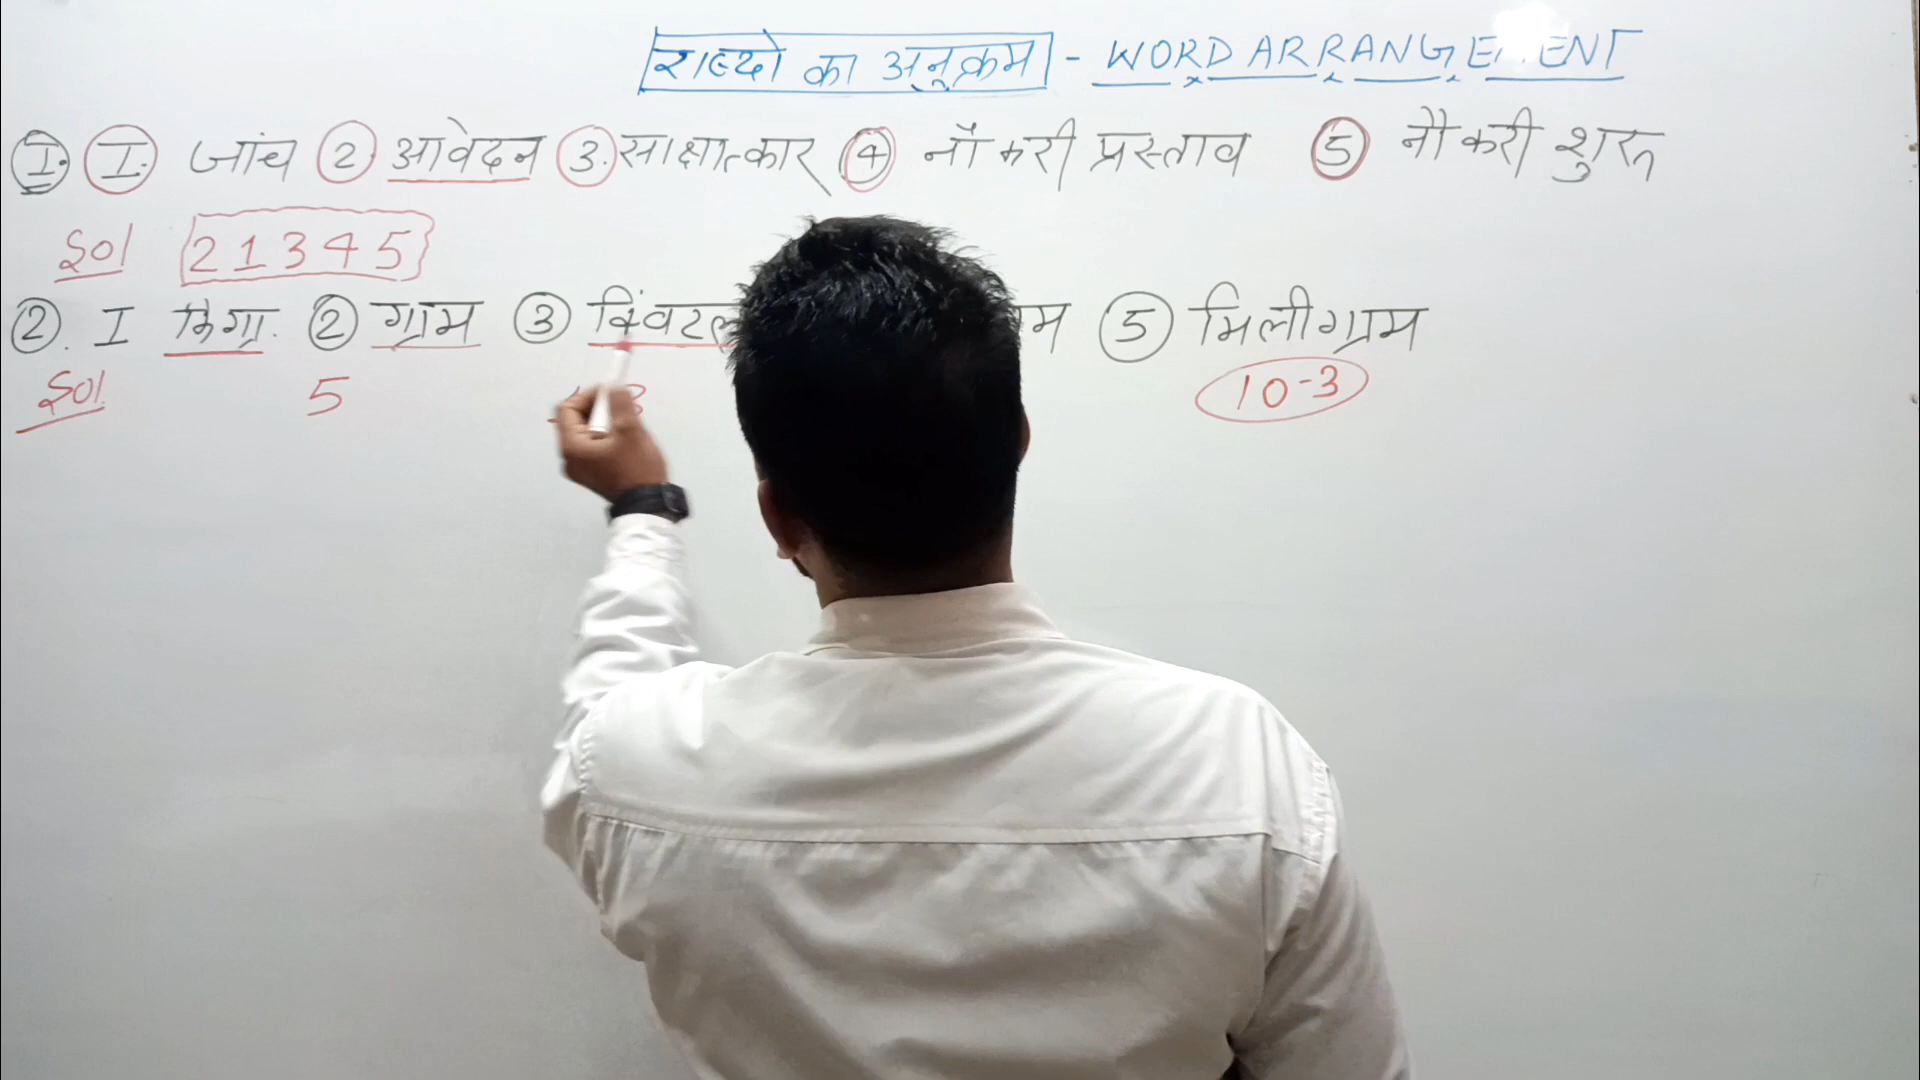 शब्दो का अनुक्रम - WORD ARRANGEMENT
I. I. जांच 2. आवेदन 3. साक्षात्कार 4 नौकरी प्रस्ताव 5 नौकरी शुरू
Sol 21345
2. I किग्रा. 2 ग्राम 3 क्विंटल 5 मिलीग्राम
Sol. 5 10-3